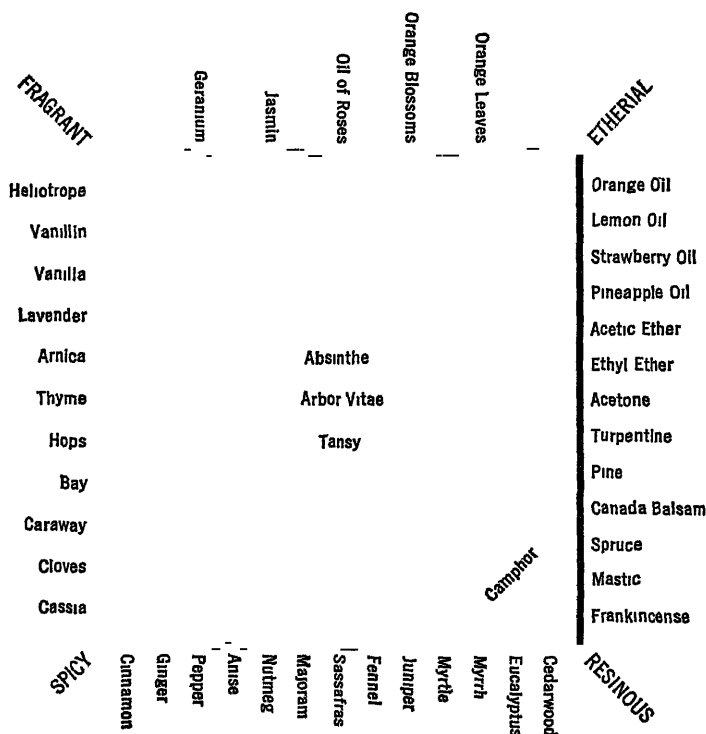 FRAGRANT
Geranium
Jasmin
Oil of Roses
Orange Blossoms
Orange Leaves
ETHERIAL
Heliotrope
Vanillin
Vanilla
Lavender
Arnica
Thyme
Hops
Bay
Caraway
Cloves
Cassia
Absinthe
Arbor Vitae
Tansy
Camphor
Orange Oil
Lemon Oil
Strawberry Oil
Pineapple Oil
Acetic Ether
Ethyl Ether
Acetone
Turpentine
Pine
Canada Balsam
Spruce
Mastic
Frankincense
SPICY
Cinnamon
Ginger
Pepper
Anise
Nutmeg
Majoram
Sassafras
Fennel
Juniper
Myrtle
Myrrh
Eucalyptus
Cedarwood
RESINOUS